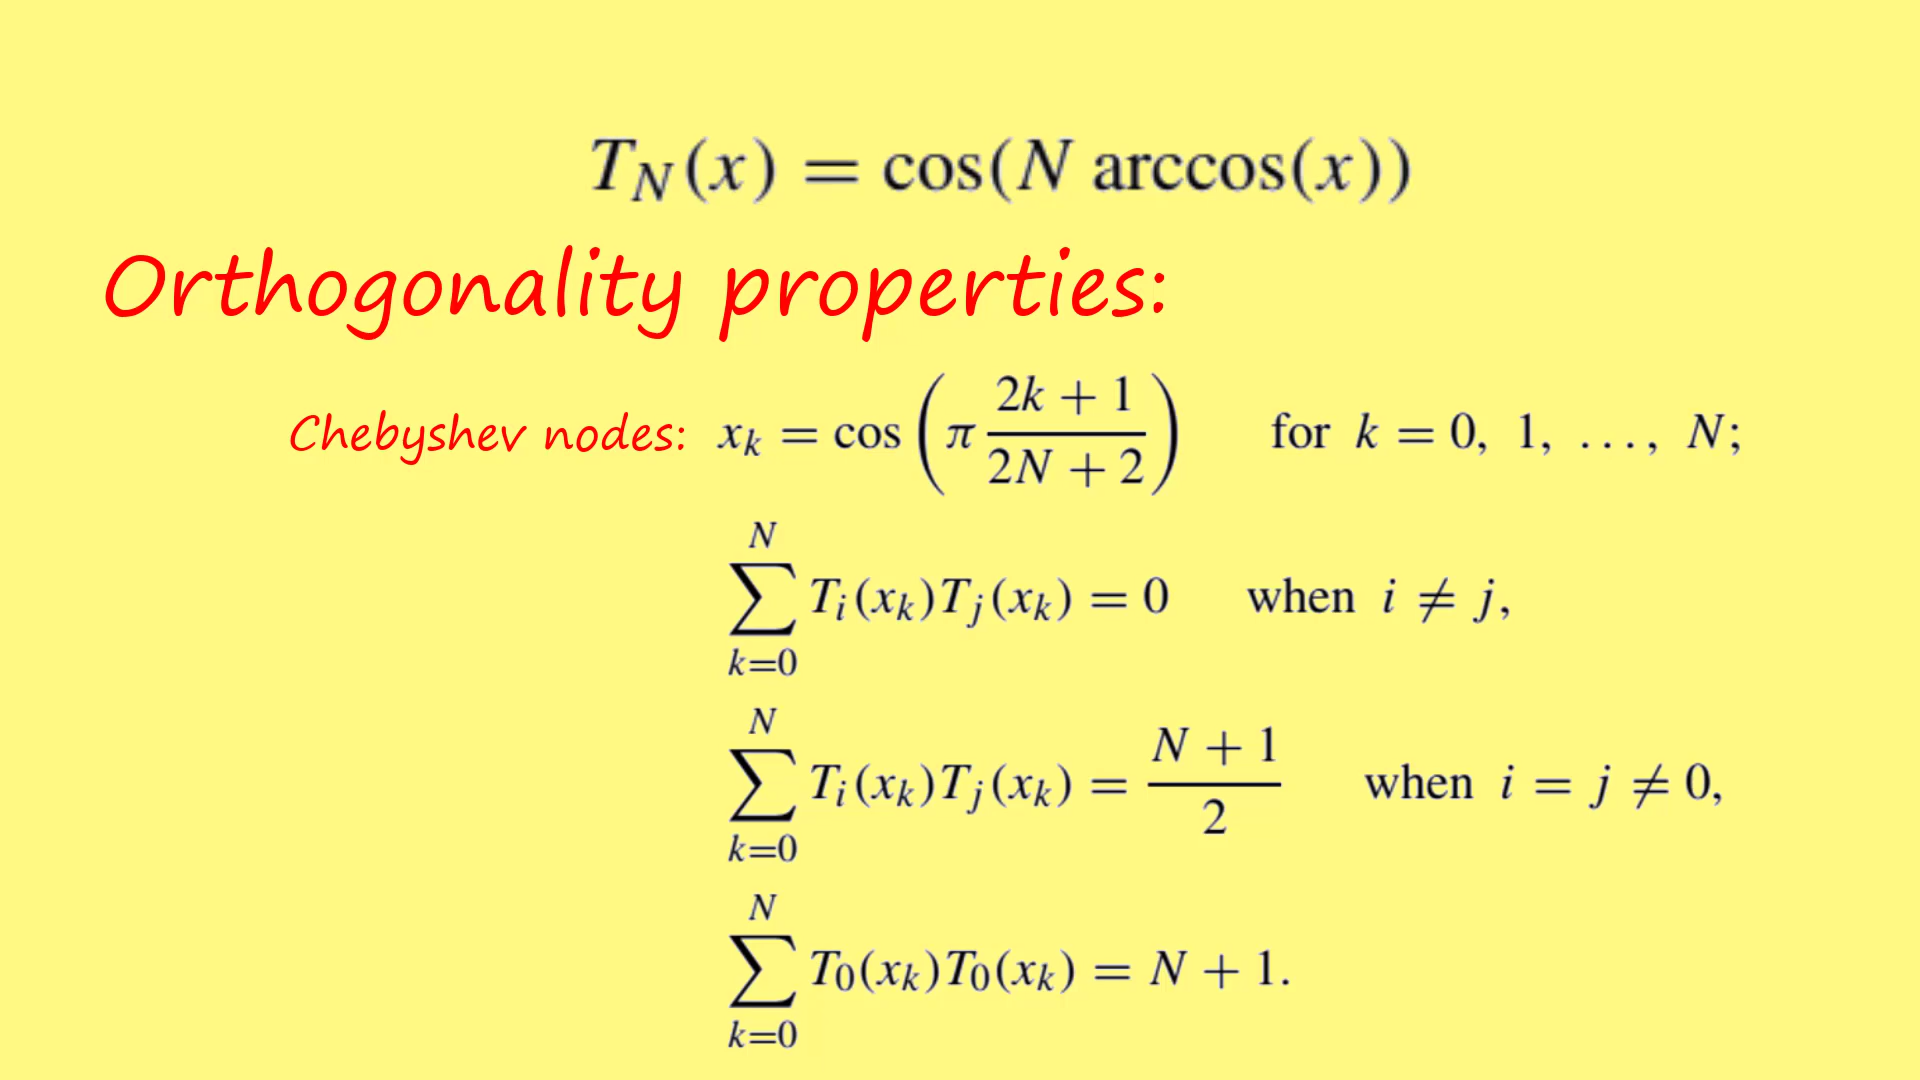 T_N(x) = cos(N arccos(x))
Orthogonality properties:
Chebyshev nodes: x_k = cos(π (2k + 1)/(2N + 2)) for k = 0, 1, ..., N;
∑_{k=0}^{N} T_i(x_k)T_j(x_k) = 0 when i ≠ j,
∑_{k=0}^{N} T_i(x_k)T_j(x_k) = (N + 1)/2 when i = j ≠ 0,
∑_{k=0}^{N} T_0(x_k)T_0(x_k) = N + 1.